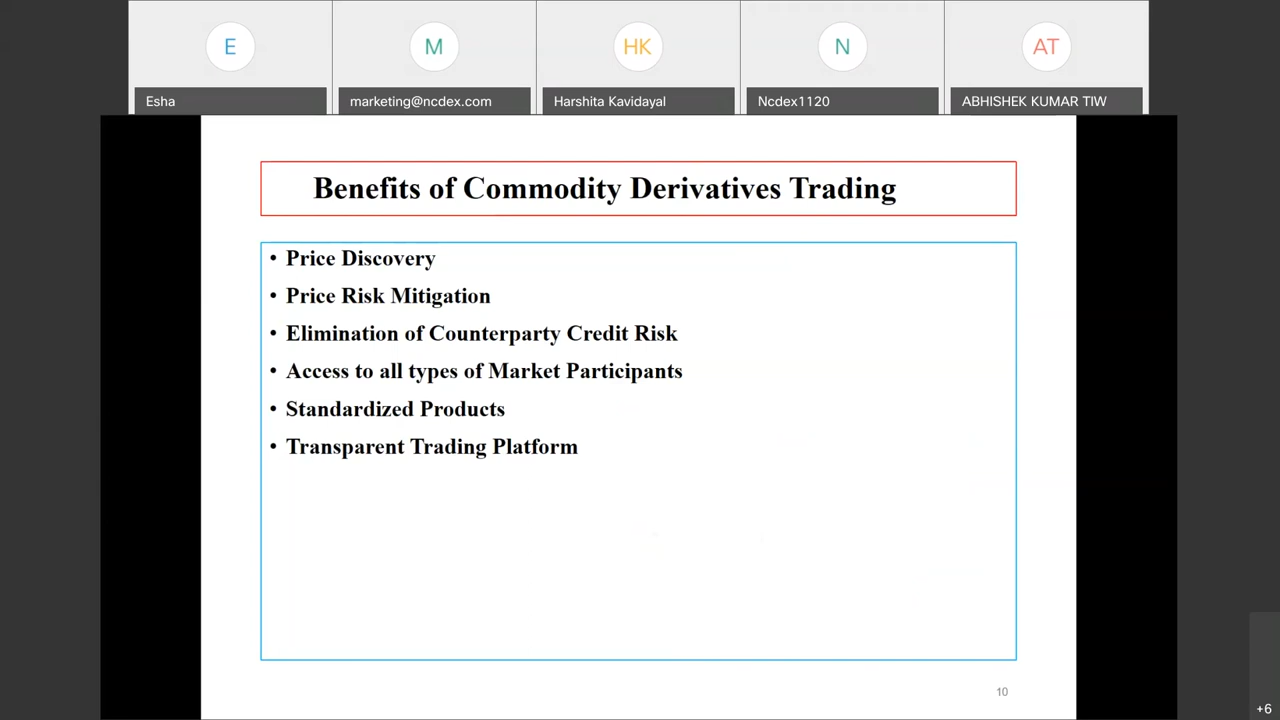 E
M
HK
N
AT
Esha
marketing@ncdex.com
Harshita Kavidayal
Ncdex1120
ABHISHEK KUMAR TIW
Benefits of Commodity Derivatives Trading
• Price Discovery
• Price Risk Mitigation
• Elimination of Counterparty Credit Risk
• Access to all types of Market Participants
• Standardized Products
• Transparent Trading Platform
10
+6